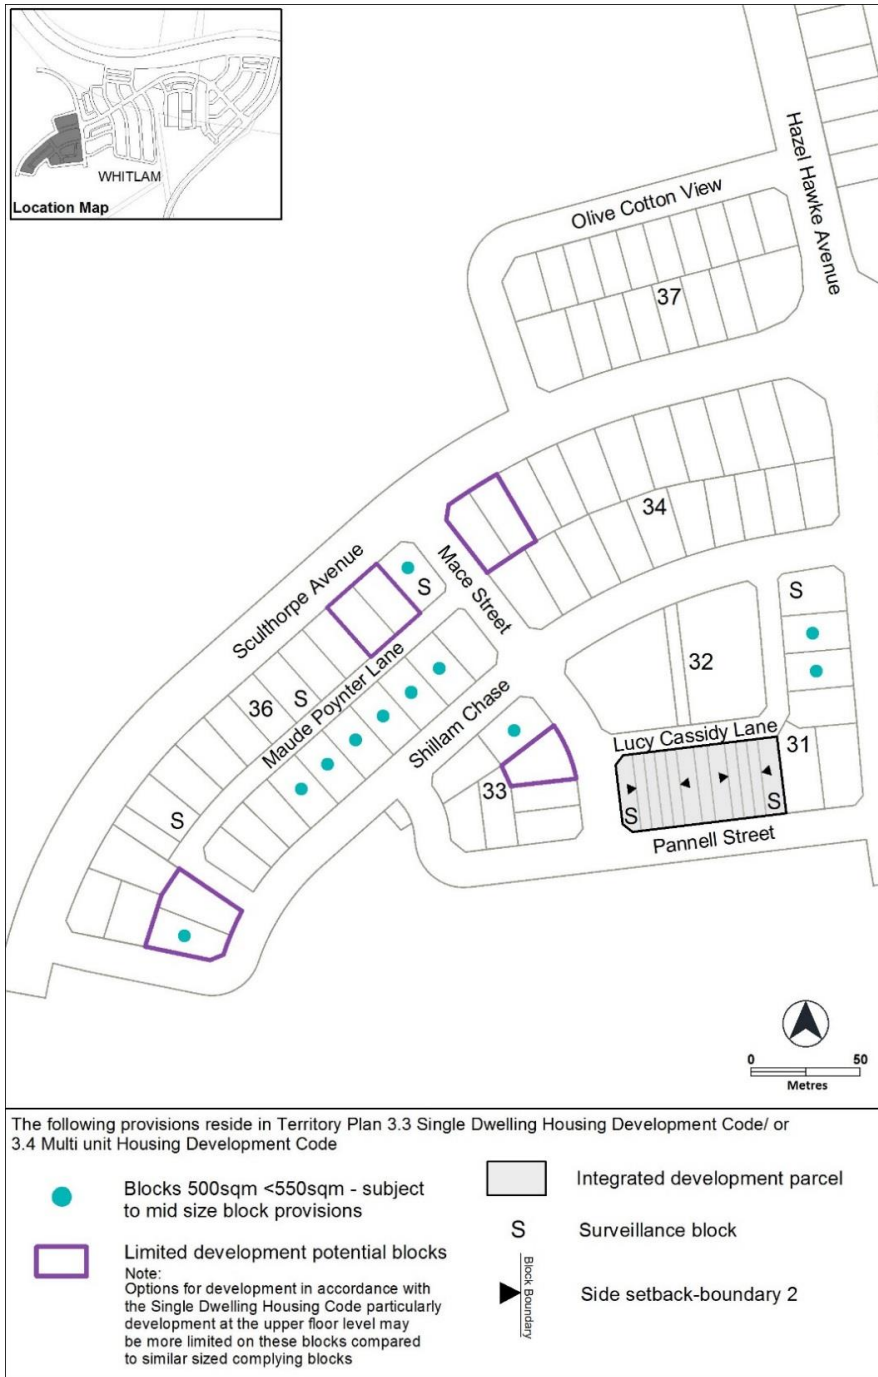 WHITLAM
Location Map
Hazel Hawke Avenue
Olive Cotton View
37
34
Mace Street
Sculthorpe Avenue
S
S
32
36
S
Maude Poynter Lane
Shillam Chase
Lucy Cassidy Lane
31
33
S
S
S
Pannell Street
0 50
Metres
The following provisions reside in Territory Plan 3.3 Single Dwelling Housing Development Code/ or
3.4 Multi unit Housing Development Code
Blocks 500sqm <550sqm - subject
to mid size block provisions
Limited development potential blocks
Note:
Options for development in accordance with
the Single Dwelling Housing Code particularly
development at the upper floor level may
be more limited on these blocks compared
to similar sized complying blocks
Integrated development parcel
S Surveillance block
Block Boundary
Side setback-boundary 2